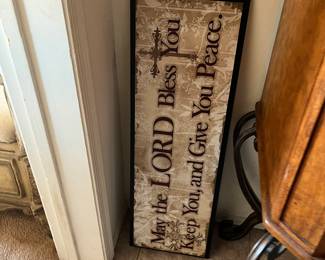 May the LORD Bless You
Keep You, and Give You Peace.